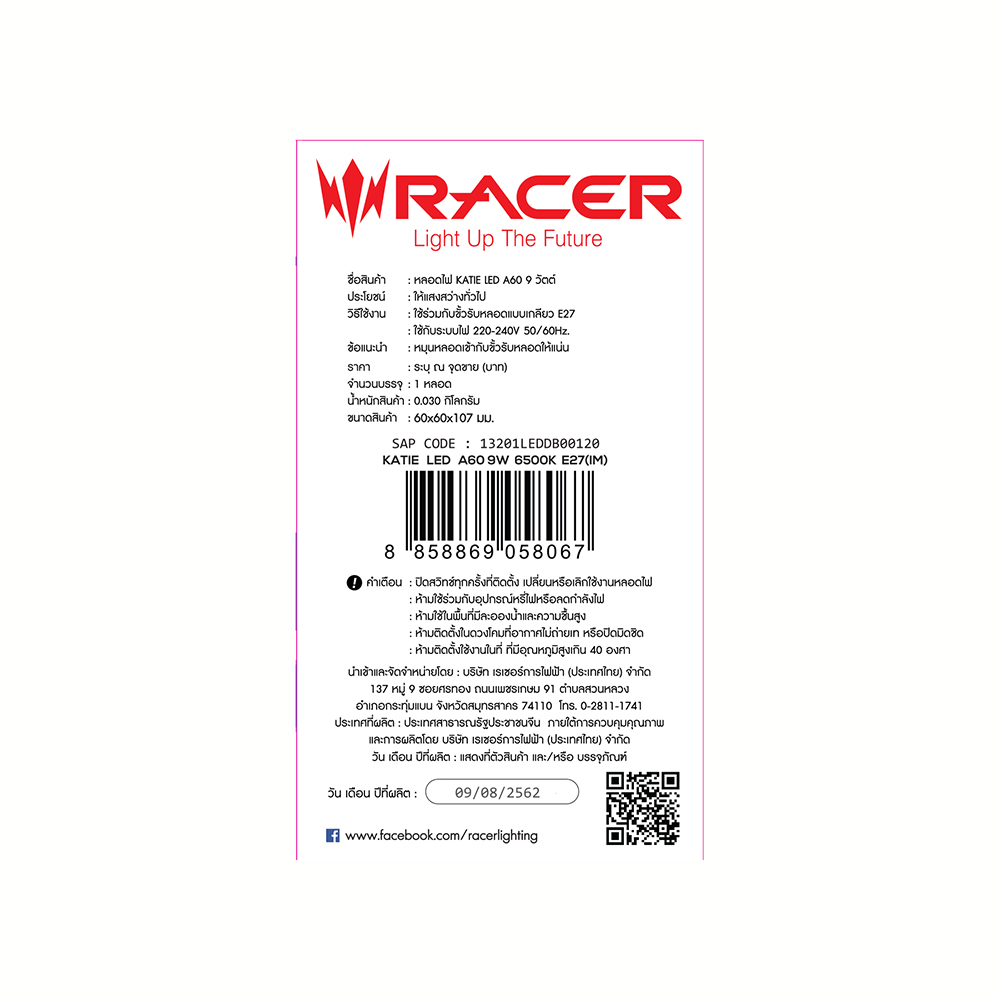 RACER
Light Up The Future
ชื่อสินค้า : หลอดไฟ KATIE LED A60 9 วัตต์
ประโยชน์ : ให้แสงสว่างทั่วไป
วิธีใช้งาน : ใช้ร่วมกับขั้วรับหลอดแบบเกลียว E27
: ใช้กับระบบไฟ 220-240V 50/60Hz.
ข้อแนะนำ : หมุนหลอดเข้ากับขั้วรับหลอดให้แน่น
ราคา : ระบุ ณ จุดขาย (บาท)
จำนวนบรรจุ : 1 หลอด
น้ำหนักสินค้า : 0.030 กิโลกรัม
ขนาดสินค้า : 60x60x107 มม.
SAP CODE : 13201LEDDB00120
KATIE LED A60 9W 6500K E27(IM)
8 858869 058067
! คำเตือน : ปิดสวิทช์ทุกครั้งที่ติดตั้ง เปลี่ยนหรือเลิกใช้งานหลอดไฟ
: ห้ามใช้ร่วมกับอุปกรณ์หรี่ไฟหรือลดกำลังไฟ
: ห้ามใช้ในพื้นที่มีละอองน้ำและความชื้นสูง
: ห้ามติดตั้งในดวงโคมที่อากาศไม่ถ่ายเท หรือปิดมิดชิด
: ห้ามติดตั้งใช้งานในที่ ที่มีอุณหภูมิสูงเกิน 40 องศา
นำเข้าและจัดจำหน่ายโดย : บริษัท เรเซอร์การไฟฟ้า (ประเทศไทย) จำกัด
137 หมู่ 9 ซอยศรทอง ถนนเพชรเกษม 91 ตำบลสวนหลวง
อำเภอกระทุ่มแบน จังหวัดสมุทรสาคร 74110 โทร. 0-2811-1741
ประเทศที่ผลิต : ประเทศสาธารณรัฐประชาชนจีน ภายใต้การควบคุมคุณภาพ
และการผลิตโดย บริษัท เรเซอร์การไฟฟ้า (ประเทศไทย) จำกัด
วัน เดือน ปีที่ผลิต : แสดงที่ตัวสินค้า และ/หรือ บรรจุภัณฑ์
วัน เดือน ปีที่ผลิต : 09/08/2562
www.facebook.com/racerlighting